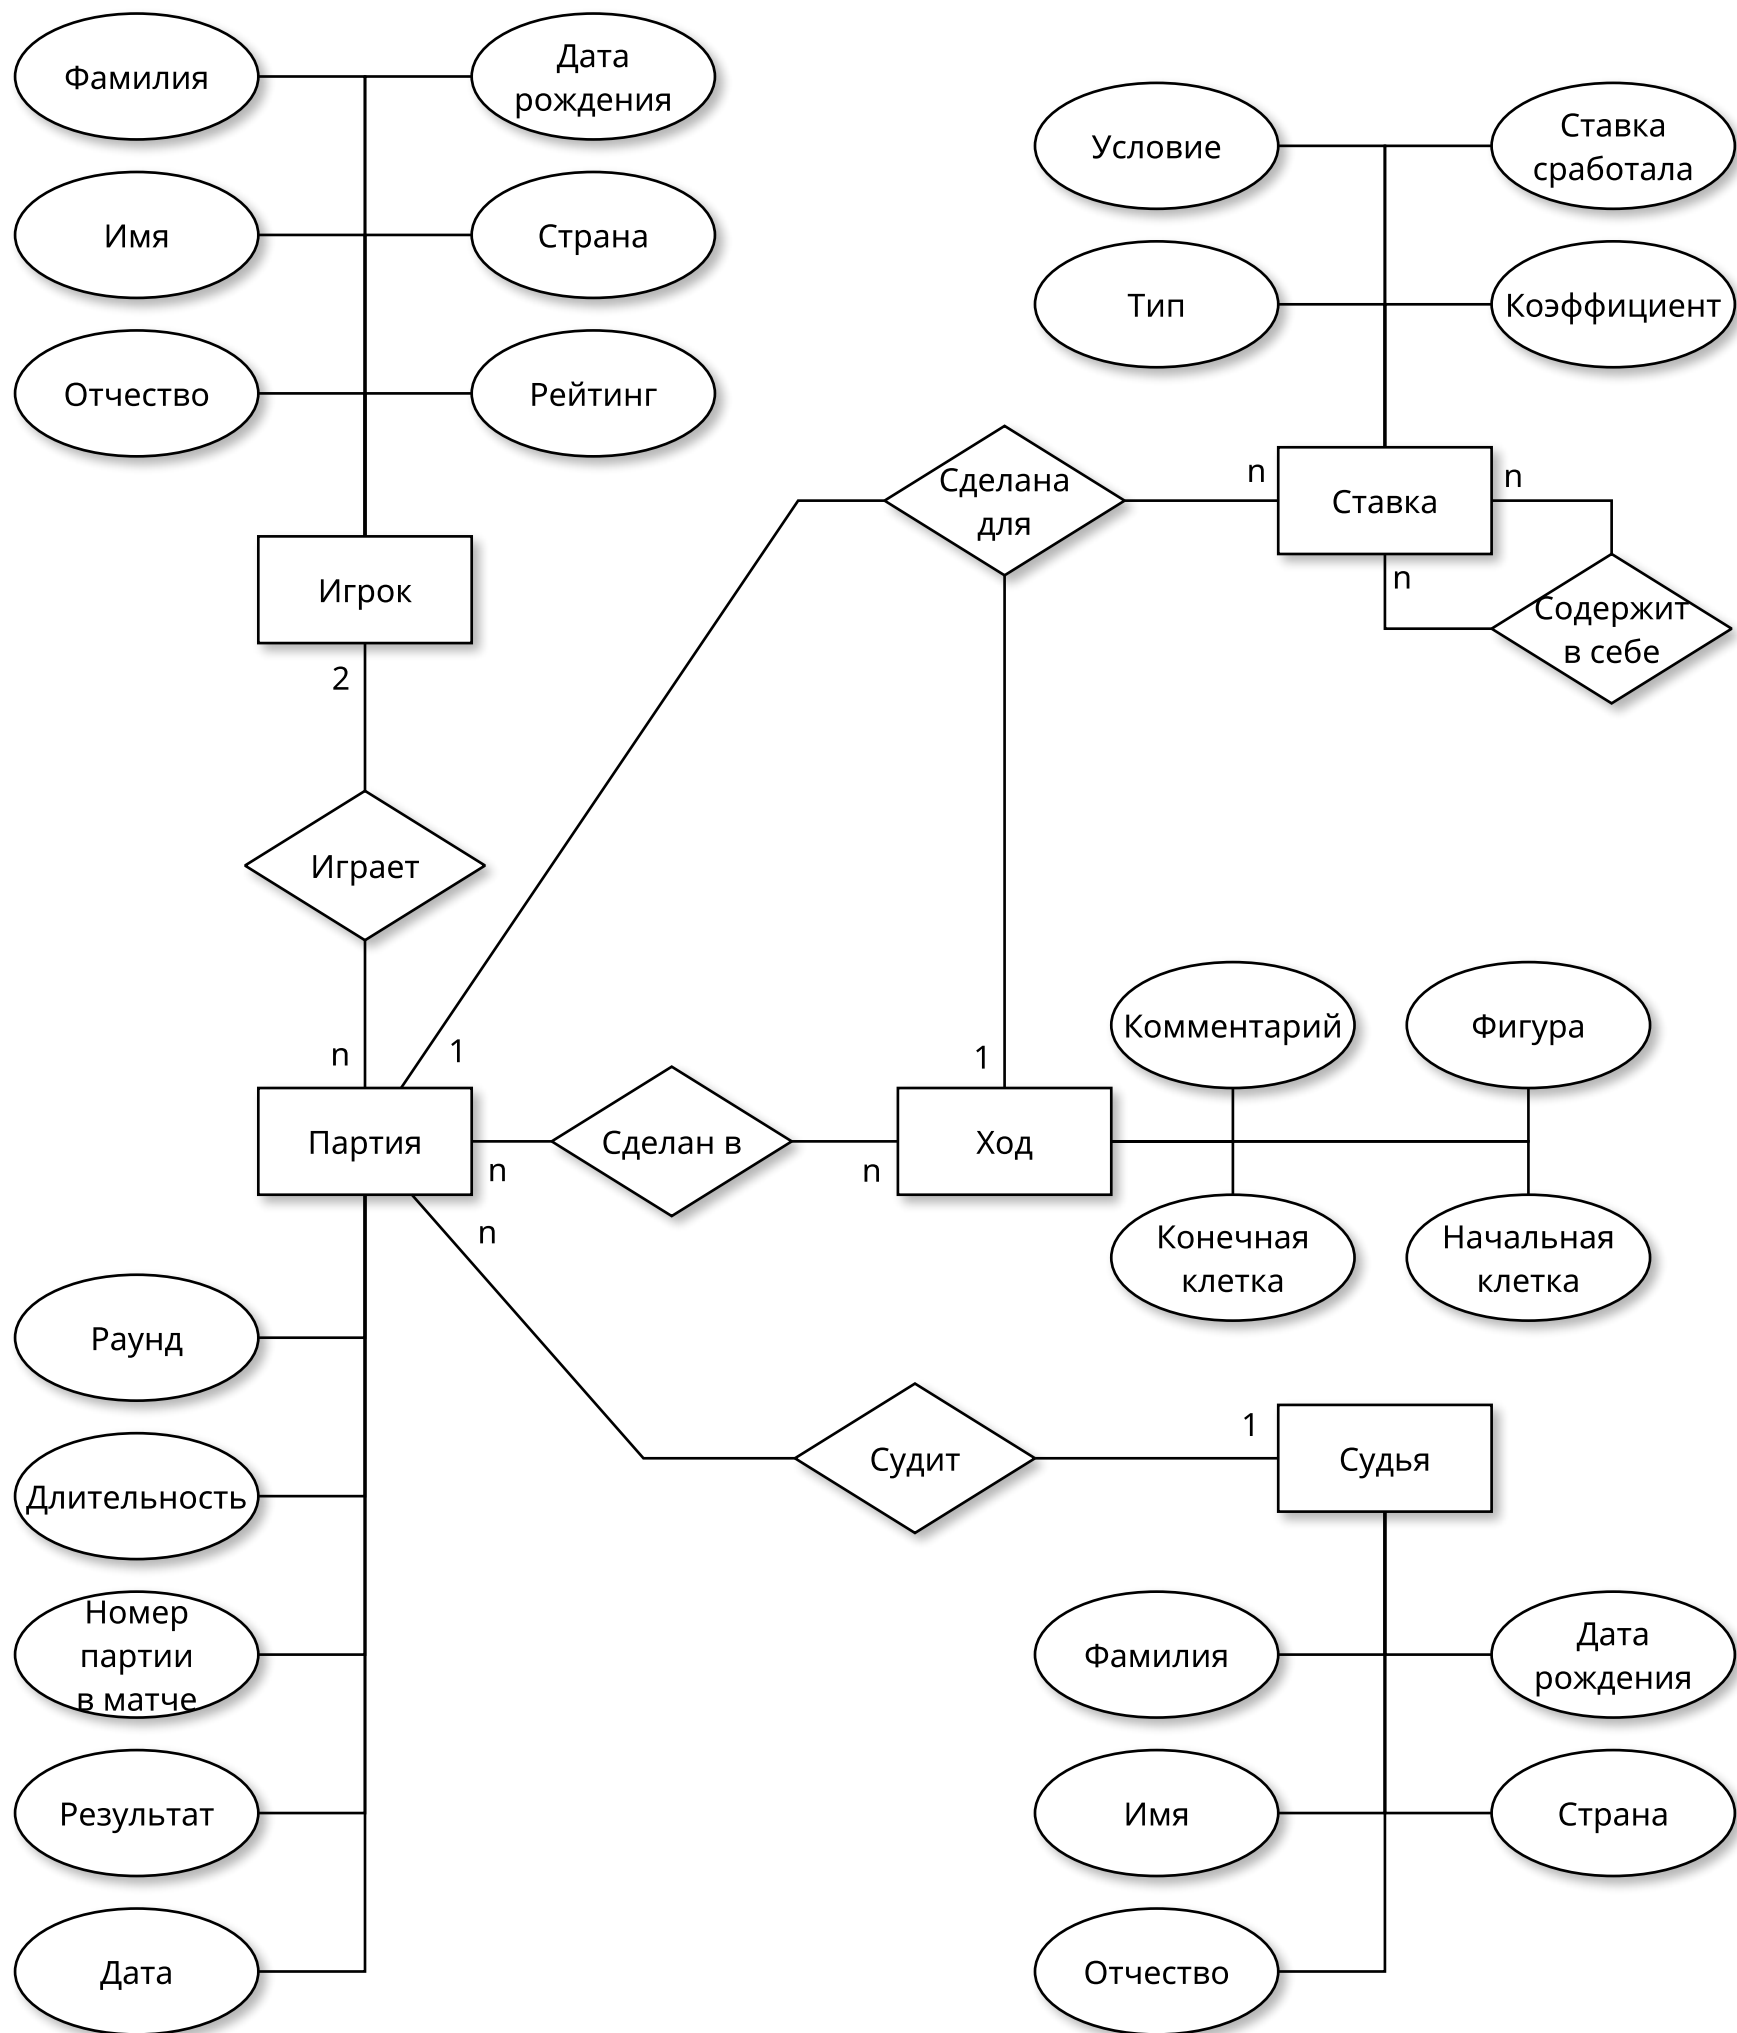 Фамилия
Дата
рождения
Условие
Ставка
сработала
Имя
Страна
Тип
Коэффициент
Отчество
Рейтинг
Сделана
для
n
Ставка
n
n
Содержит
в себе
Игрок
2
Играет
n
1
1
Комментарий
Фигура
Партия
n
Сделан в
n
Ход
n
Конечная
клетка
Начальная
клетка
Раунд
Судит
1
Судья
Длительность
Номер
партии
в матче
Фамилия
Дата
рождения
Результат
Имя
Страна
Дата
Отчество